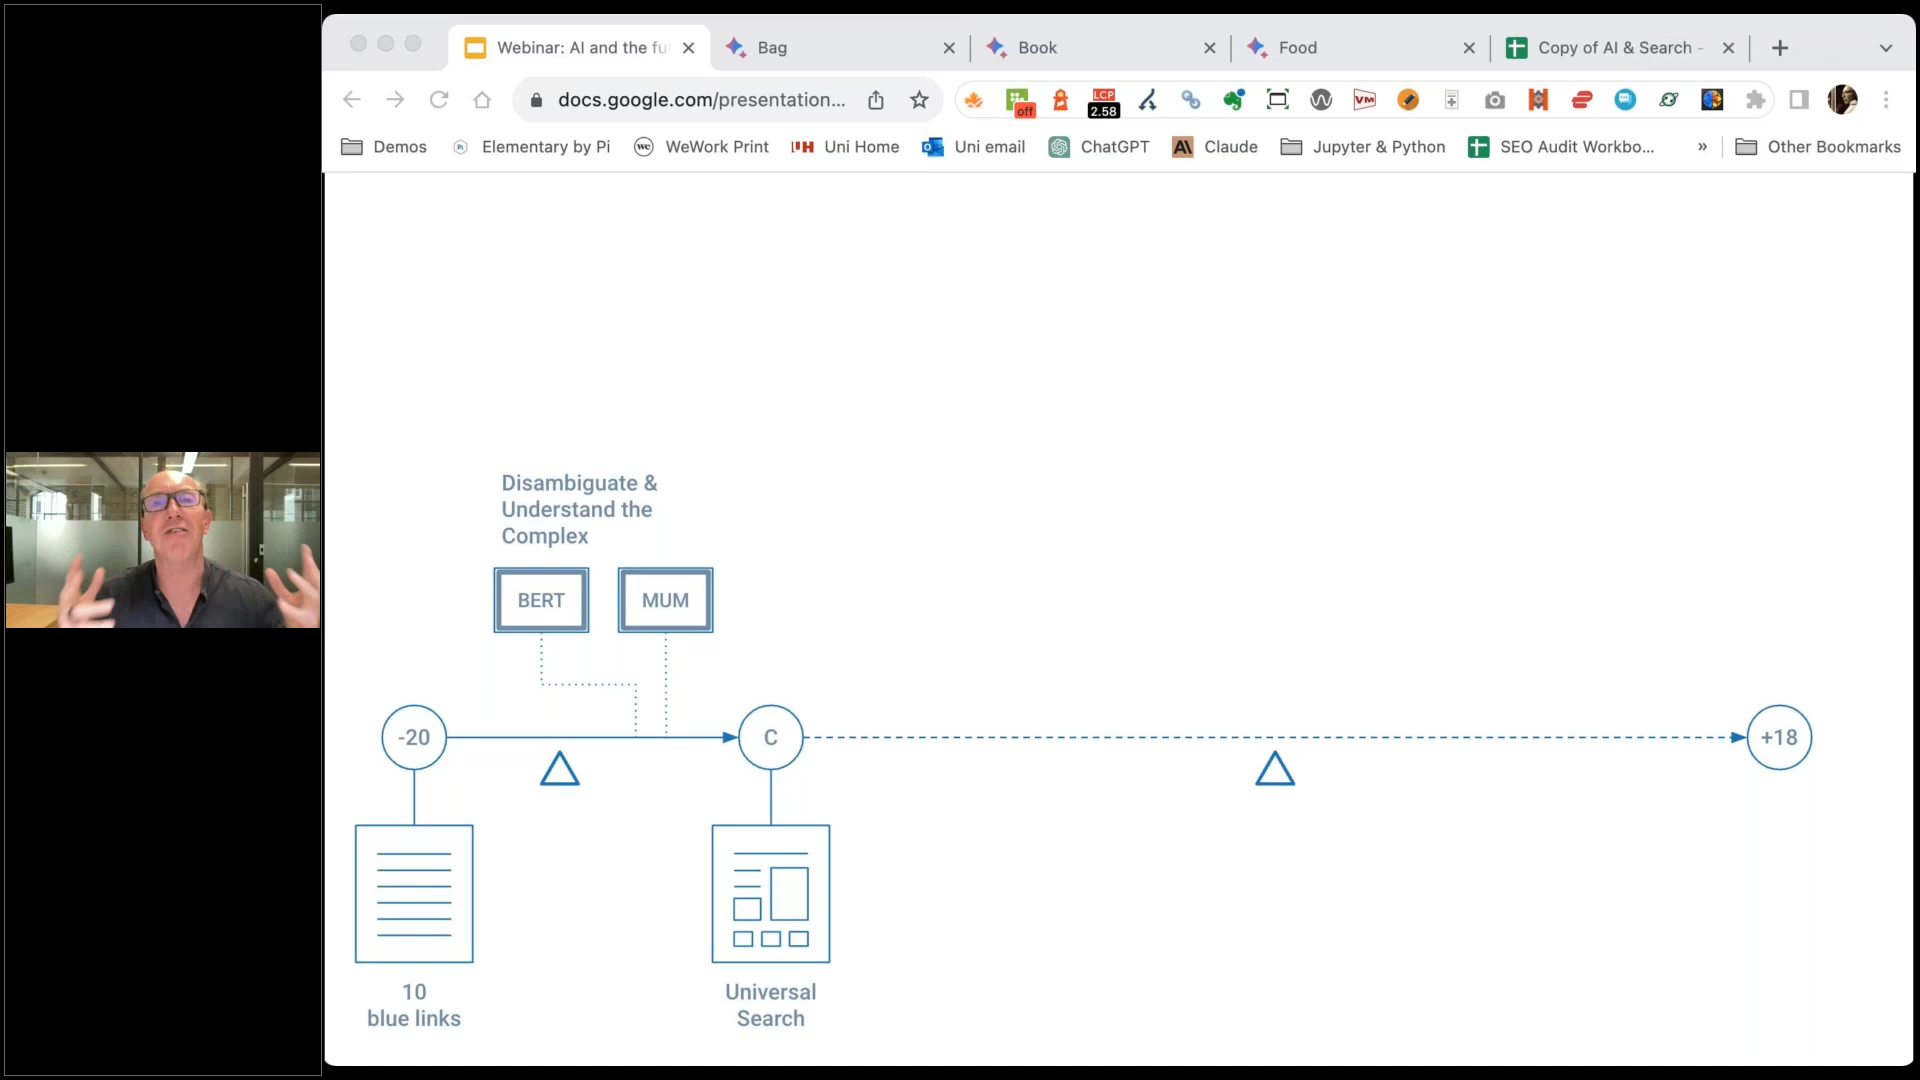 Webinar: AI and the fu
Bag
Book
Food
Copy of AI & Search -
docs.google.com/presentation...
off
LCP
2.58
VM
Demos
Elementary by Pi
WeWork Print
Uni Home
Uni email
ChatGPT
Claude
Jupyter & Python
SEO Audit Workbo...
»
Other Bookmarks
Disambiguate &
Understand the
Complex
BERT
MUM
-20
C
+18
10
blue links
Universal
Search